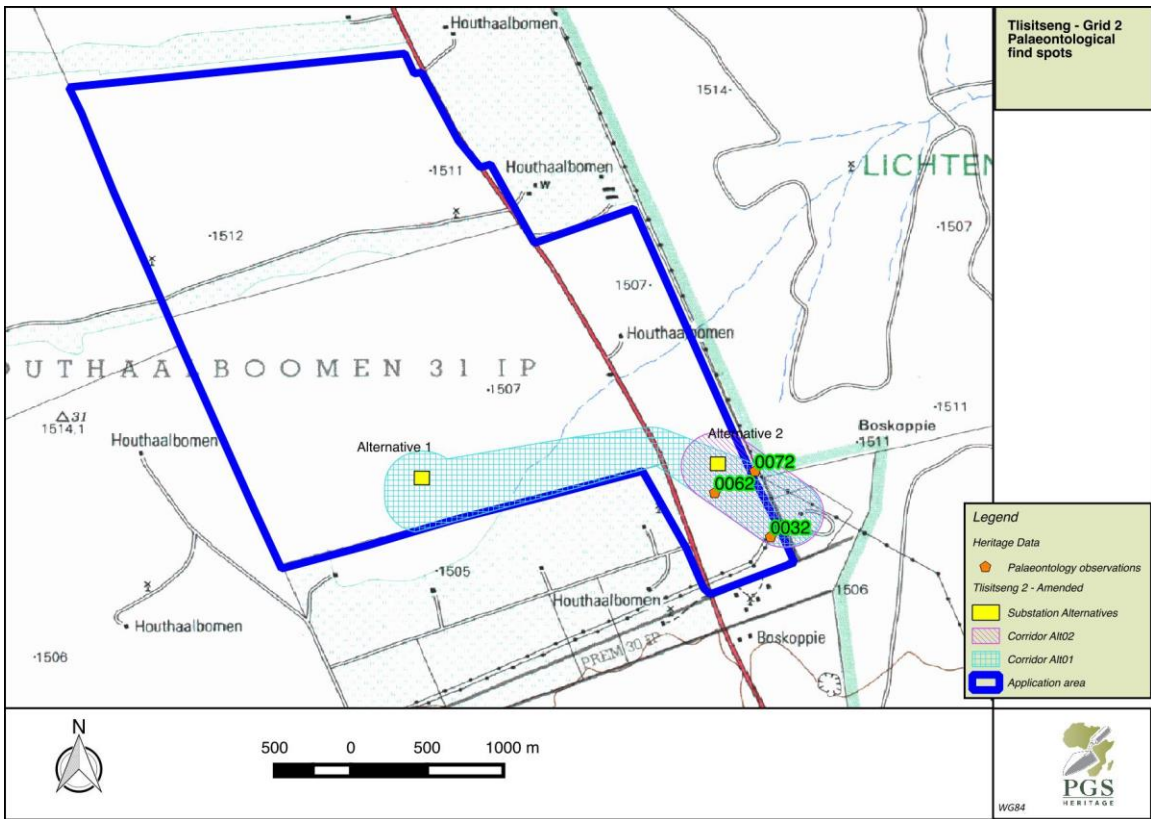 Houthaalbomen
Tlisitseng - Grid 2
Palaeontological
find spots
1514
1511
Houthaalbomen
W
LICHTEN
1512
1507
1507
Houthaalbomen
OUTHAALBOOMEN 31 IP
1507
31
1514.1
Houthaalbomen
Alternative 1
Alternative 2
1511
Boskoppie
1511
0072
0062
0032
1505
Houthaalbomen
1506
Houthaalbomen
Boskoppie
1506
PREM 30 IP
Legend
Heritage Data
Palaeontology observations
Tlisitseng 2 - Amended
Substation Alternatives
Corridor Alt02
Corridor Alt01
Application area
N
500 0 500 1000 m
PGS
HERITAGE
WG84